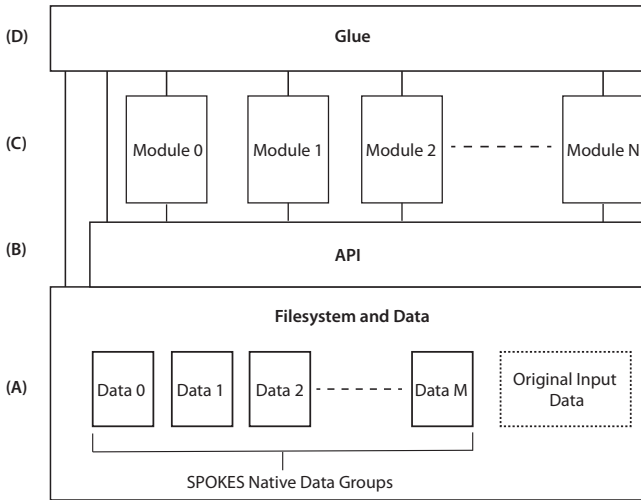 (D) Glue
(C) Module 0 Module 1 Module 2 Module N
(B) API
Filesystem and Data
(A) Data 0 Data 1 Data 2 Data M Original Input
Data
SPOKES Native Data Groups